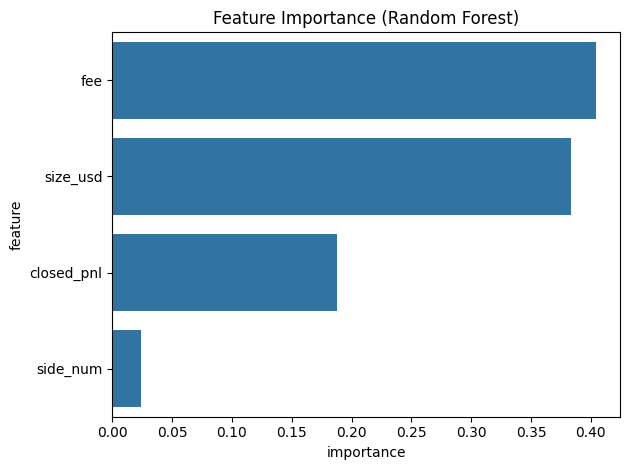 Feature Importance (Random Forest)
feature
fee
size_usd
closed_pnl
side_num
0.00 0.05 0.10 0.15 0.20 0.25 0.30 0.35 0.40
importance